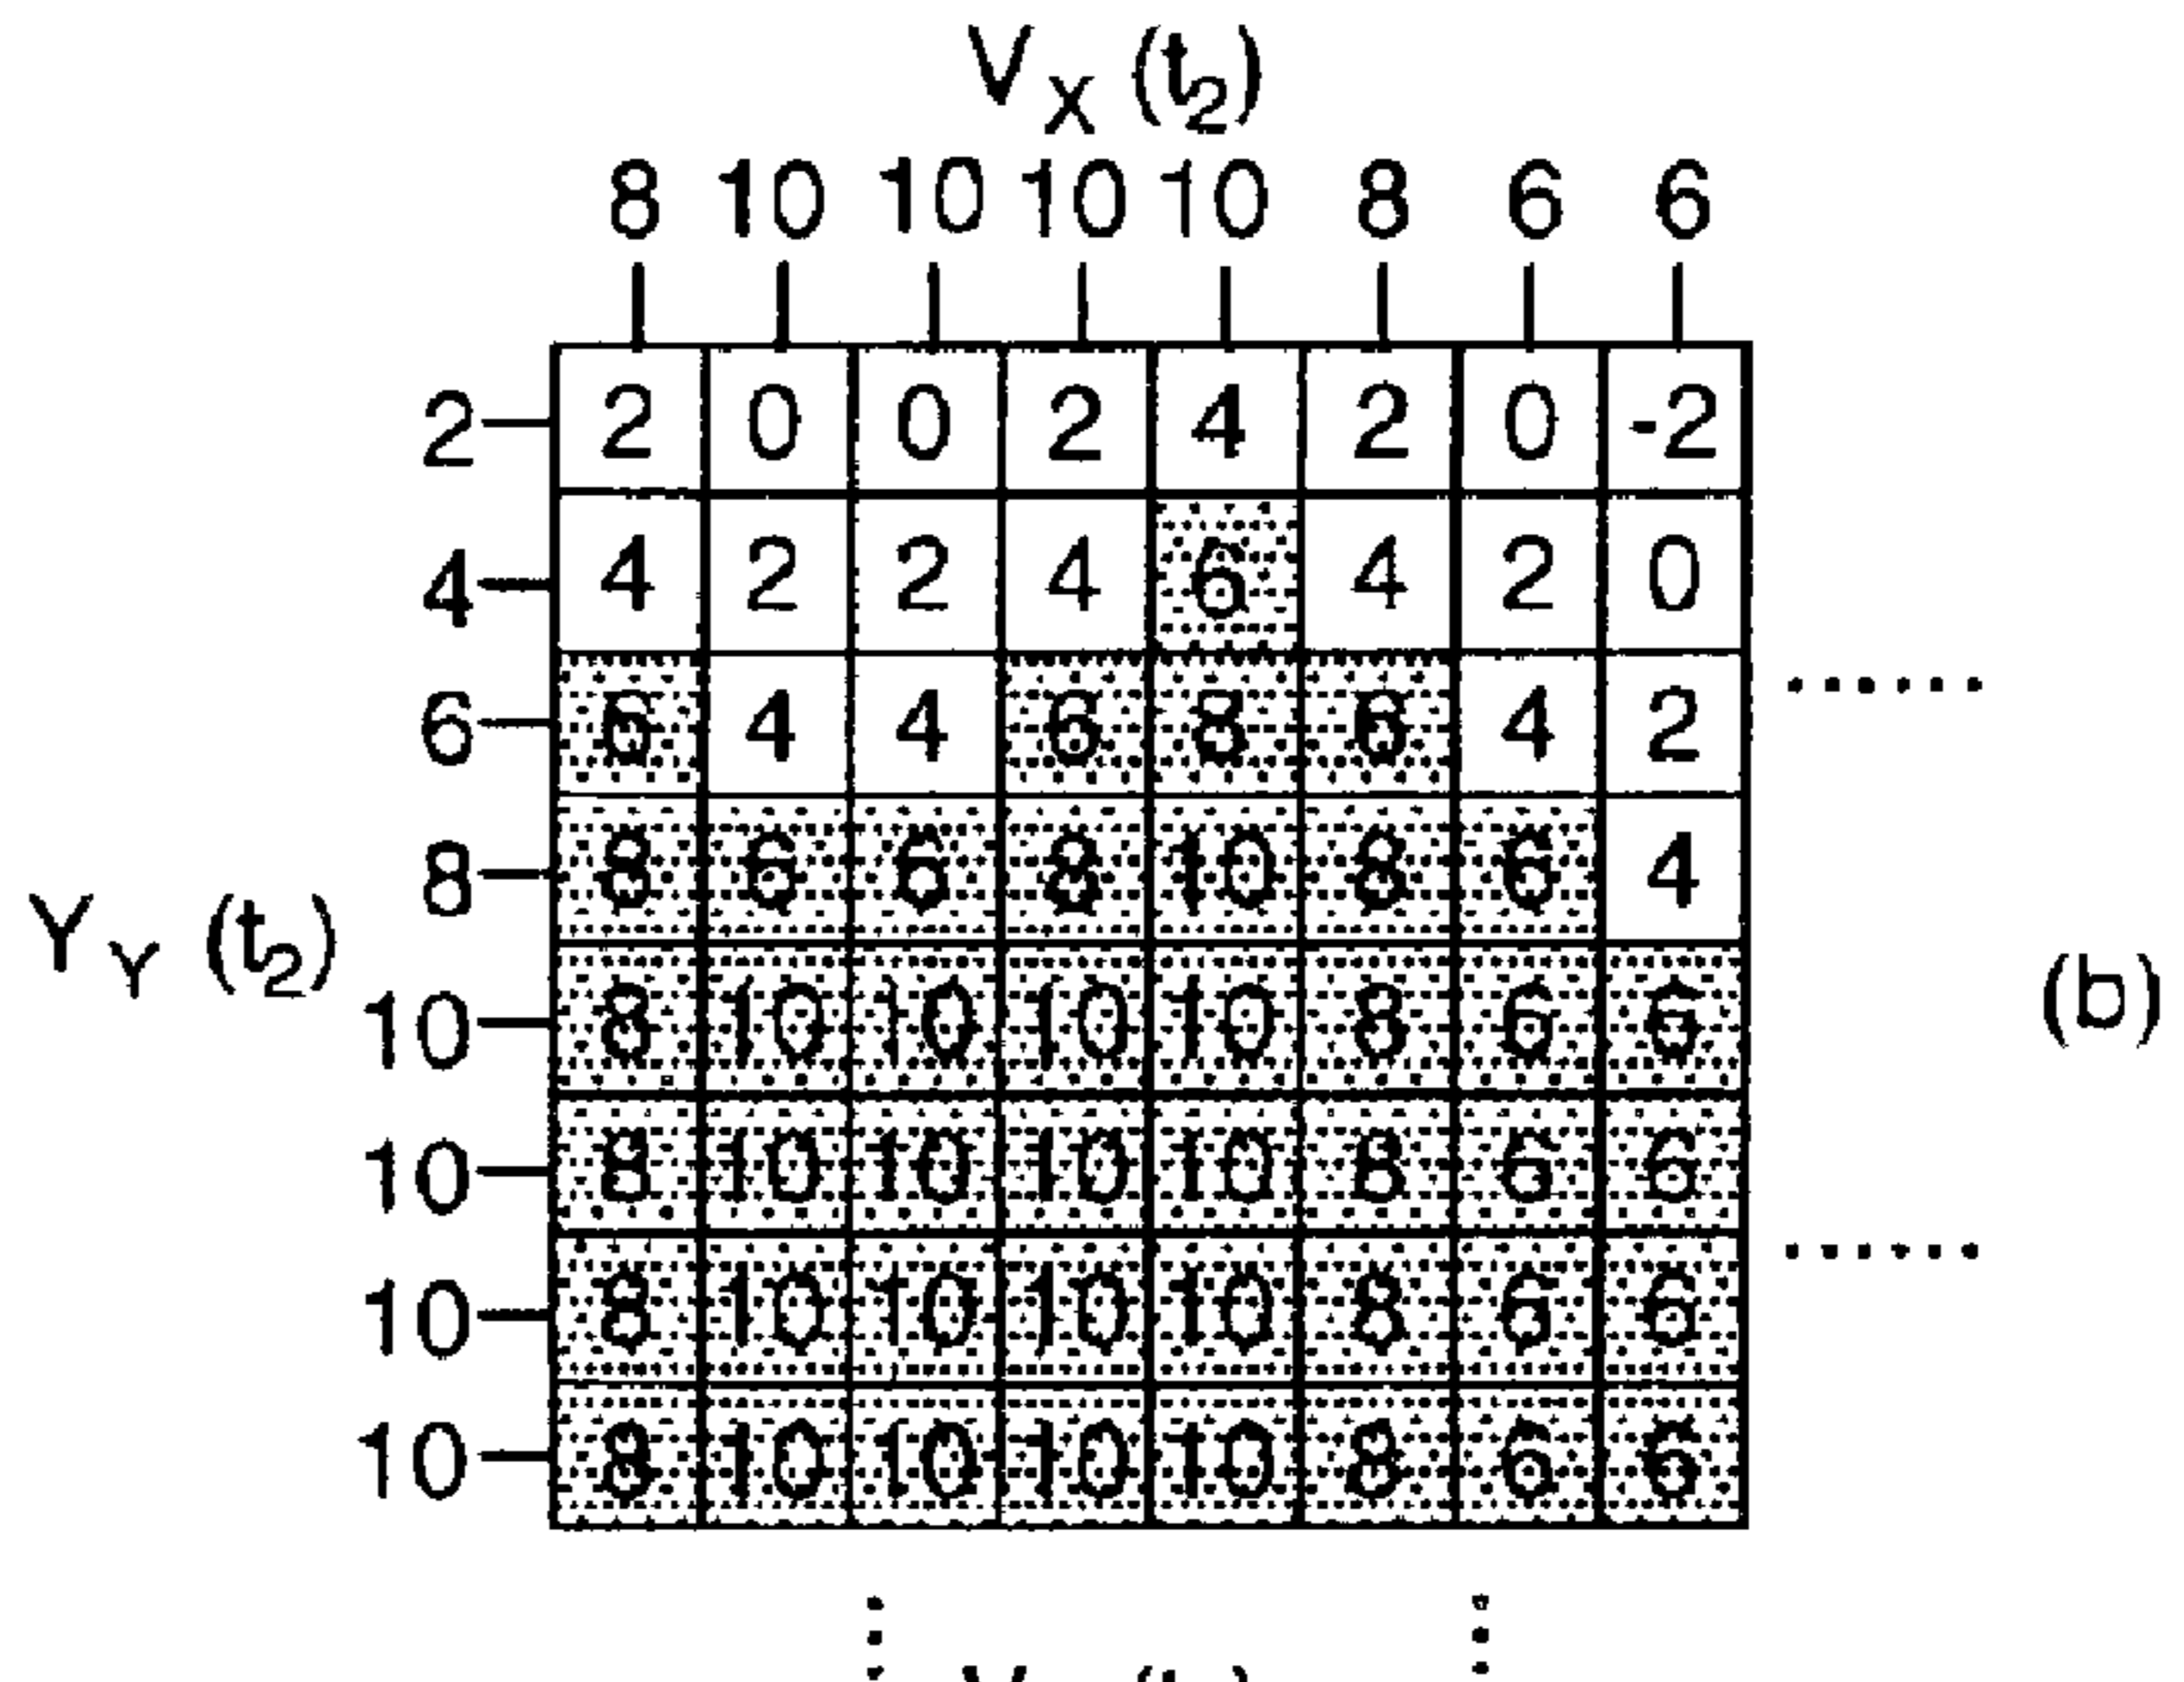 V X (t2)
8 10 10 10 10 8 6 6
2 2 0 0 2 4 2 0 -2
4 4 2 2 4 6 4 2 0
6 6 4 4 6 8 6 4 2
8 8 6 6 8 10 8 6 4
Y Y (t2)
(b)
10 8 10 10 10 10 8 6 6
10 8 10 10 10 10 8 6 6
10 8 10 10 10 10 8 6 6
10 8 10 10 10 10 8 6 6